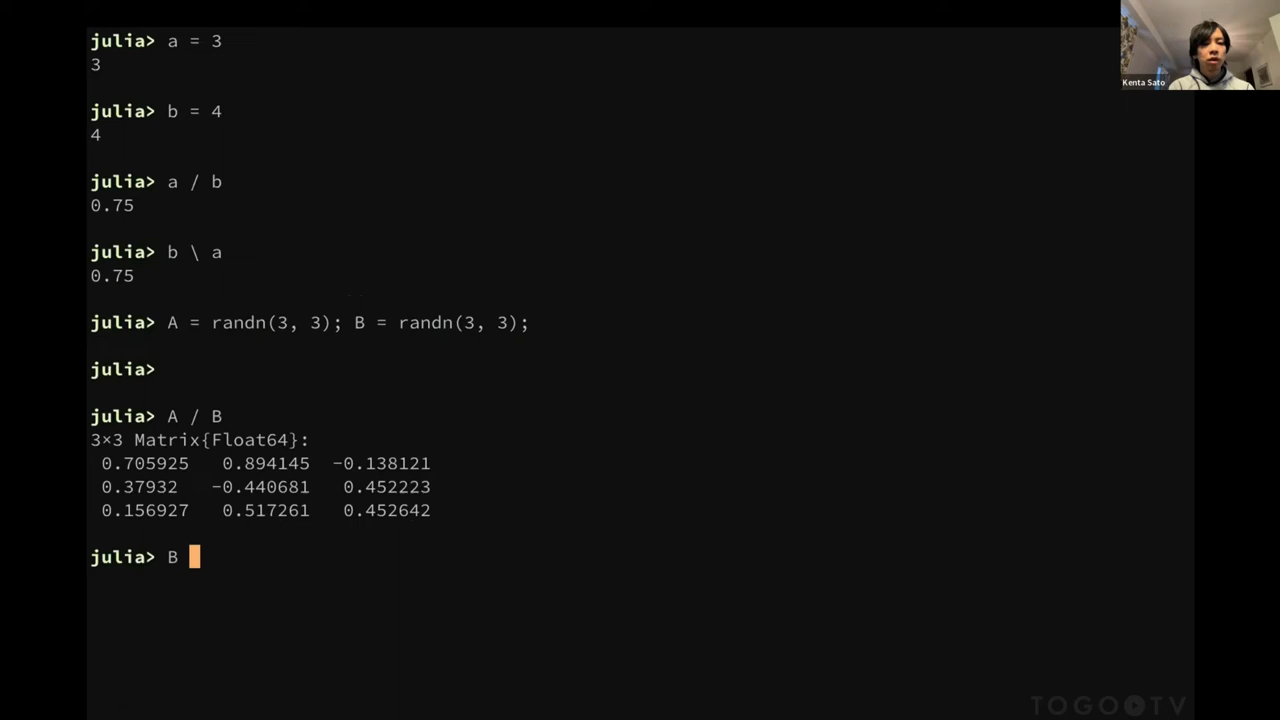 julia> a = 3
3
julia> b = 4
4
julia> a / b
0.75
julia> b \ a
0.75
julia> A = randn(3, 3); B = randn(3, 3);
julia>
julia> A / B
3×3 Matrix{Float64}:
0.705925 0.894145 −0.138121
0.37932 −0.440681 0.452223
0.156927 0.517261 0.452642
julia> B
Kenta Sato
TOGOTV